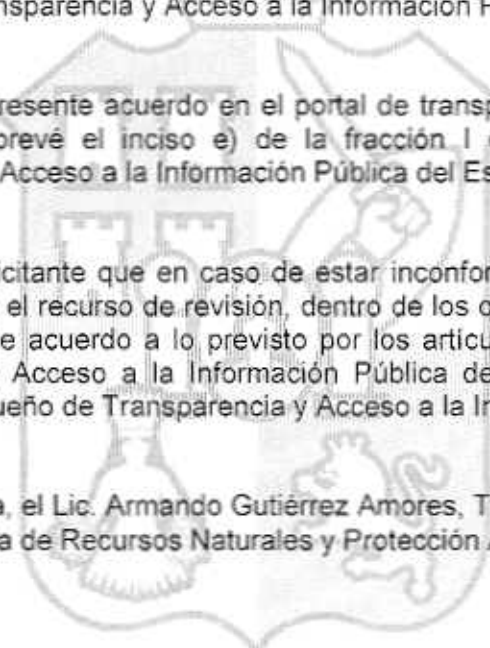 nsparencia y Acceso a la Información P
resente acuerdo en el portal de transp
prevé el inciso e) de la fracción I
Acceso a la Información Pública del Es
licitante que en caso de estar inconfor
el recurso de revisión, dentro de los
e acuerdo a lo previsto por los artícu
Acceso a la Información Pública de
ueño de Transparencia y Acceso a la In
a, el Lic. Armando Gutiérrez Amores, T
a de Recursos Naturales y Protección